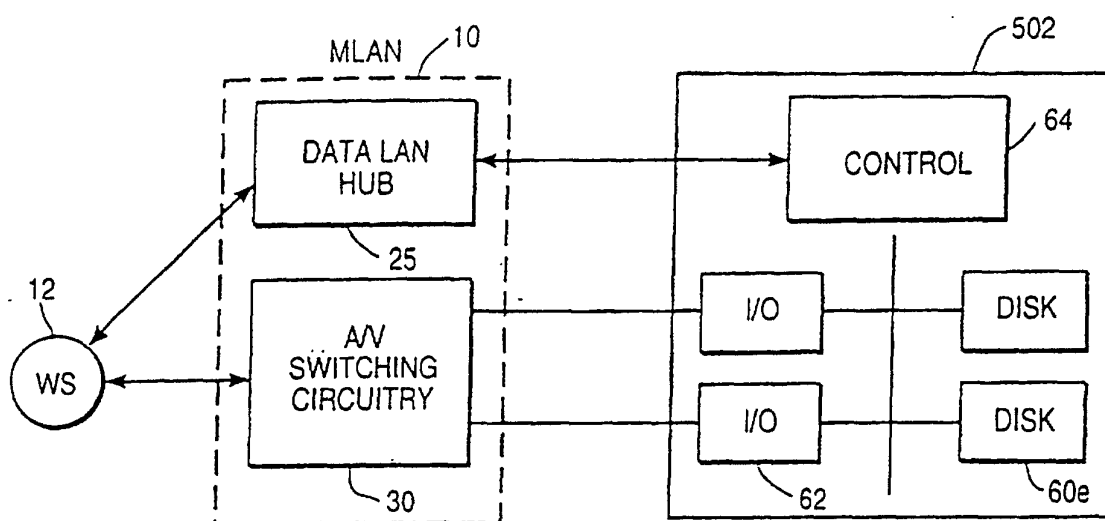 MLAN
10
502
DATA LAN
HUB
25
CONTROL
64
12
WS
A/V
SWITCHING
CIRCUITRY
30
I/O
DISK
I/O
62
DISK
60e